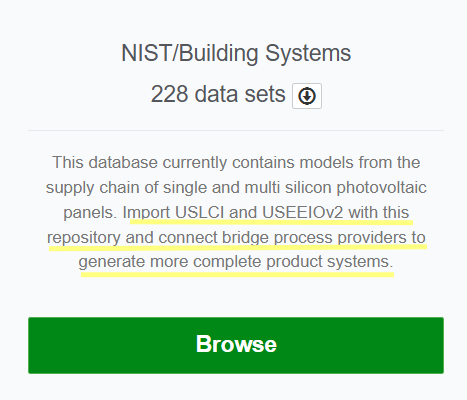 NIST/Building Systems
228 data sets
This database currently contains models from the
supply chain of single and multi silicon photovoltaic
panels. Import USLCI and USEEIOv2 with this
repository and connect bridge process providers to
generate more complete product systems.
Browse